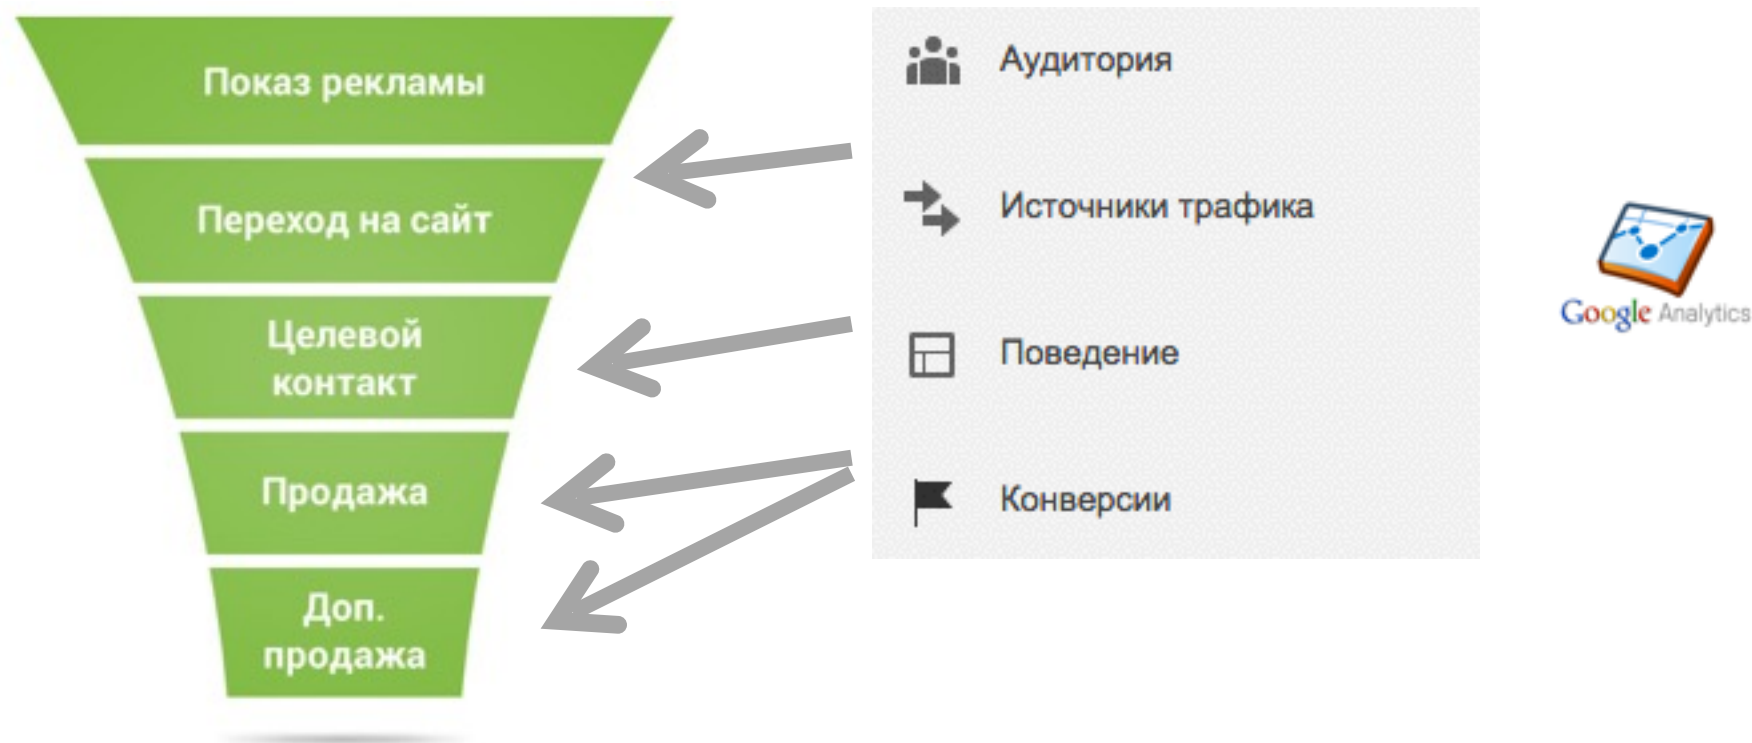 Показ рекламы
Переход на сайт
Целевой
контакт
Продажа
Доп.
продажа
Аудитория
Источники трафика
Поведение
Конверсии
Google Analytics